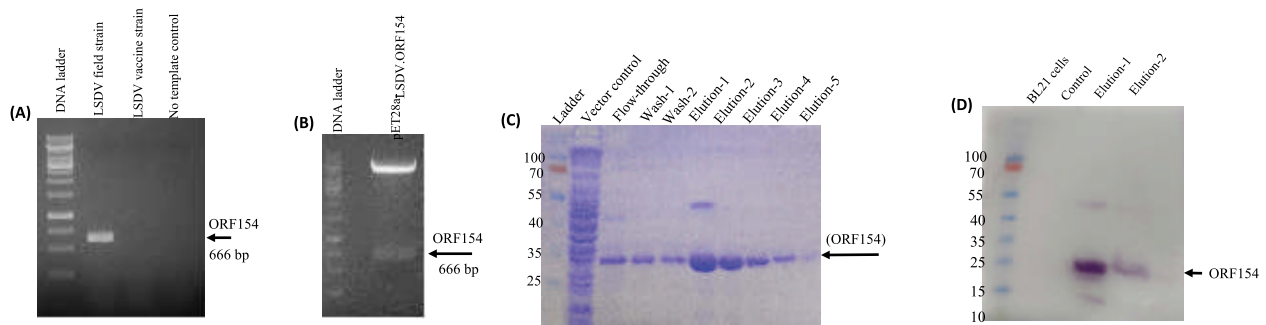 (A)
DNA ladder
LSDV field strain
LSDV vaccine strain
No template control
ORF154
666 bp
(B)
DNA ladder
pET28aLSDV.ORF154
ORF154
666 bp
(C)
Ladder
Vector control
Flow-through
Wash-1
Wash-2
Elution-1
Elution-2
Elution-3
Elution-4
Elution-5
100
70
55
40
35
25
(ORF154)
(D)
BL21 cells
Control
Elution-1
Elution-2
100
70
55
40
35
25
15
10
ORF154